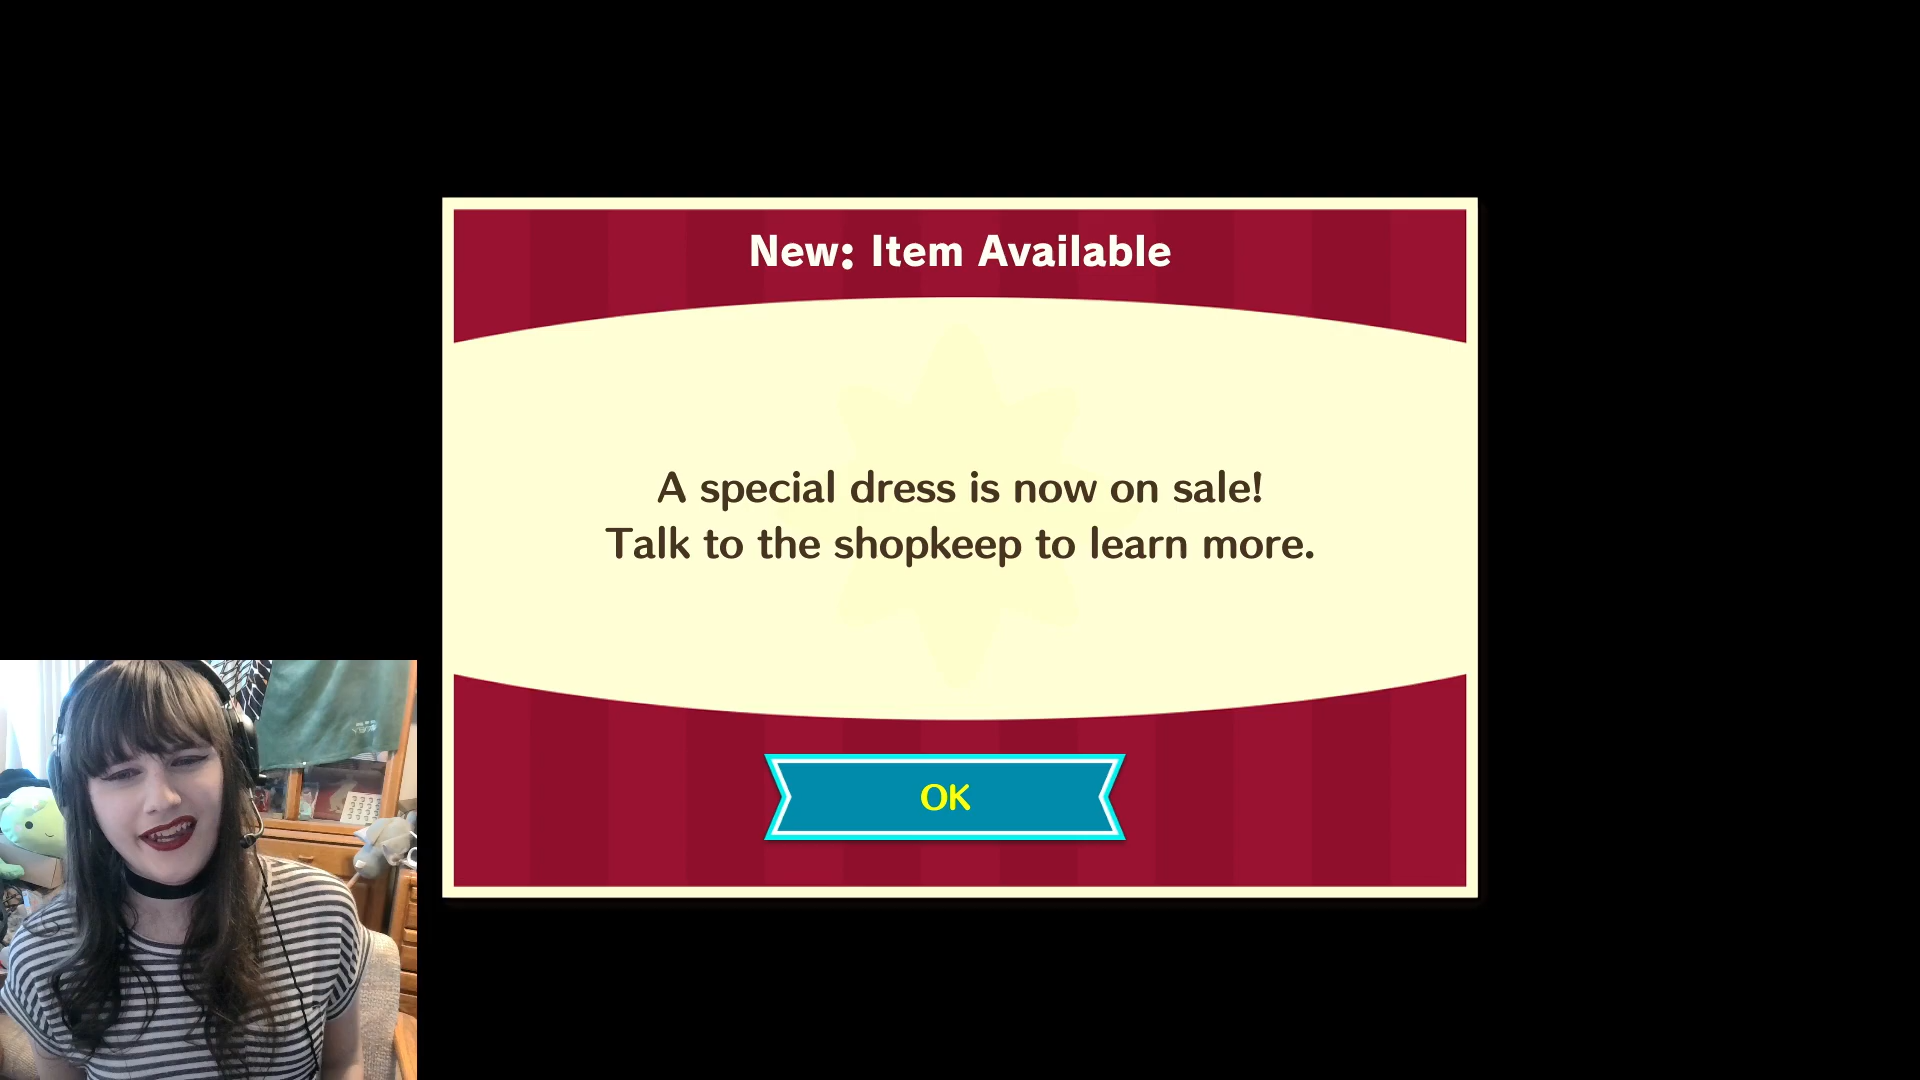 New: Item Available
A special dress is now on sale!
Talk to the shopkeep to learn more.
OK